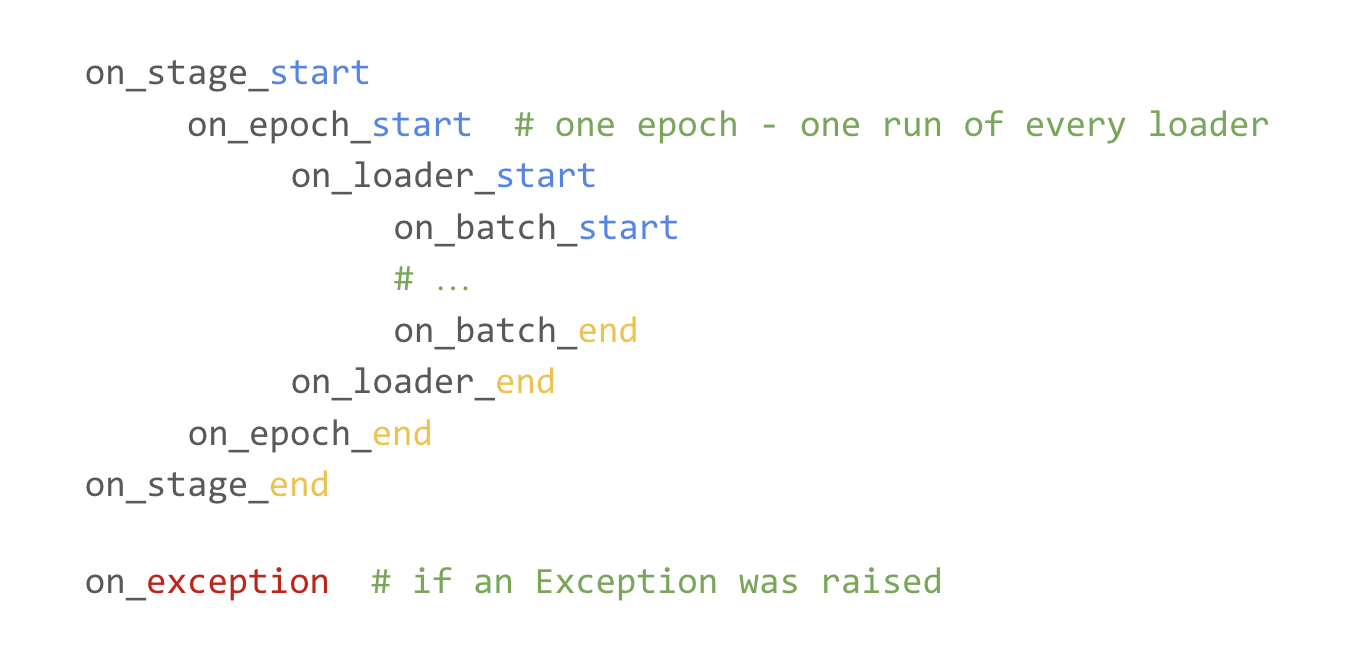 on_stage_start
on_epoch_start # one epoch - one run of every loader
on_loader_start
on_batch_start
# ...
on_batch_end
on_loader_end
on_epoch_end
on_stage_end
on_exception # if an Exception was raised